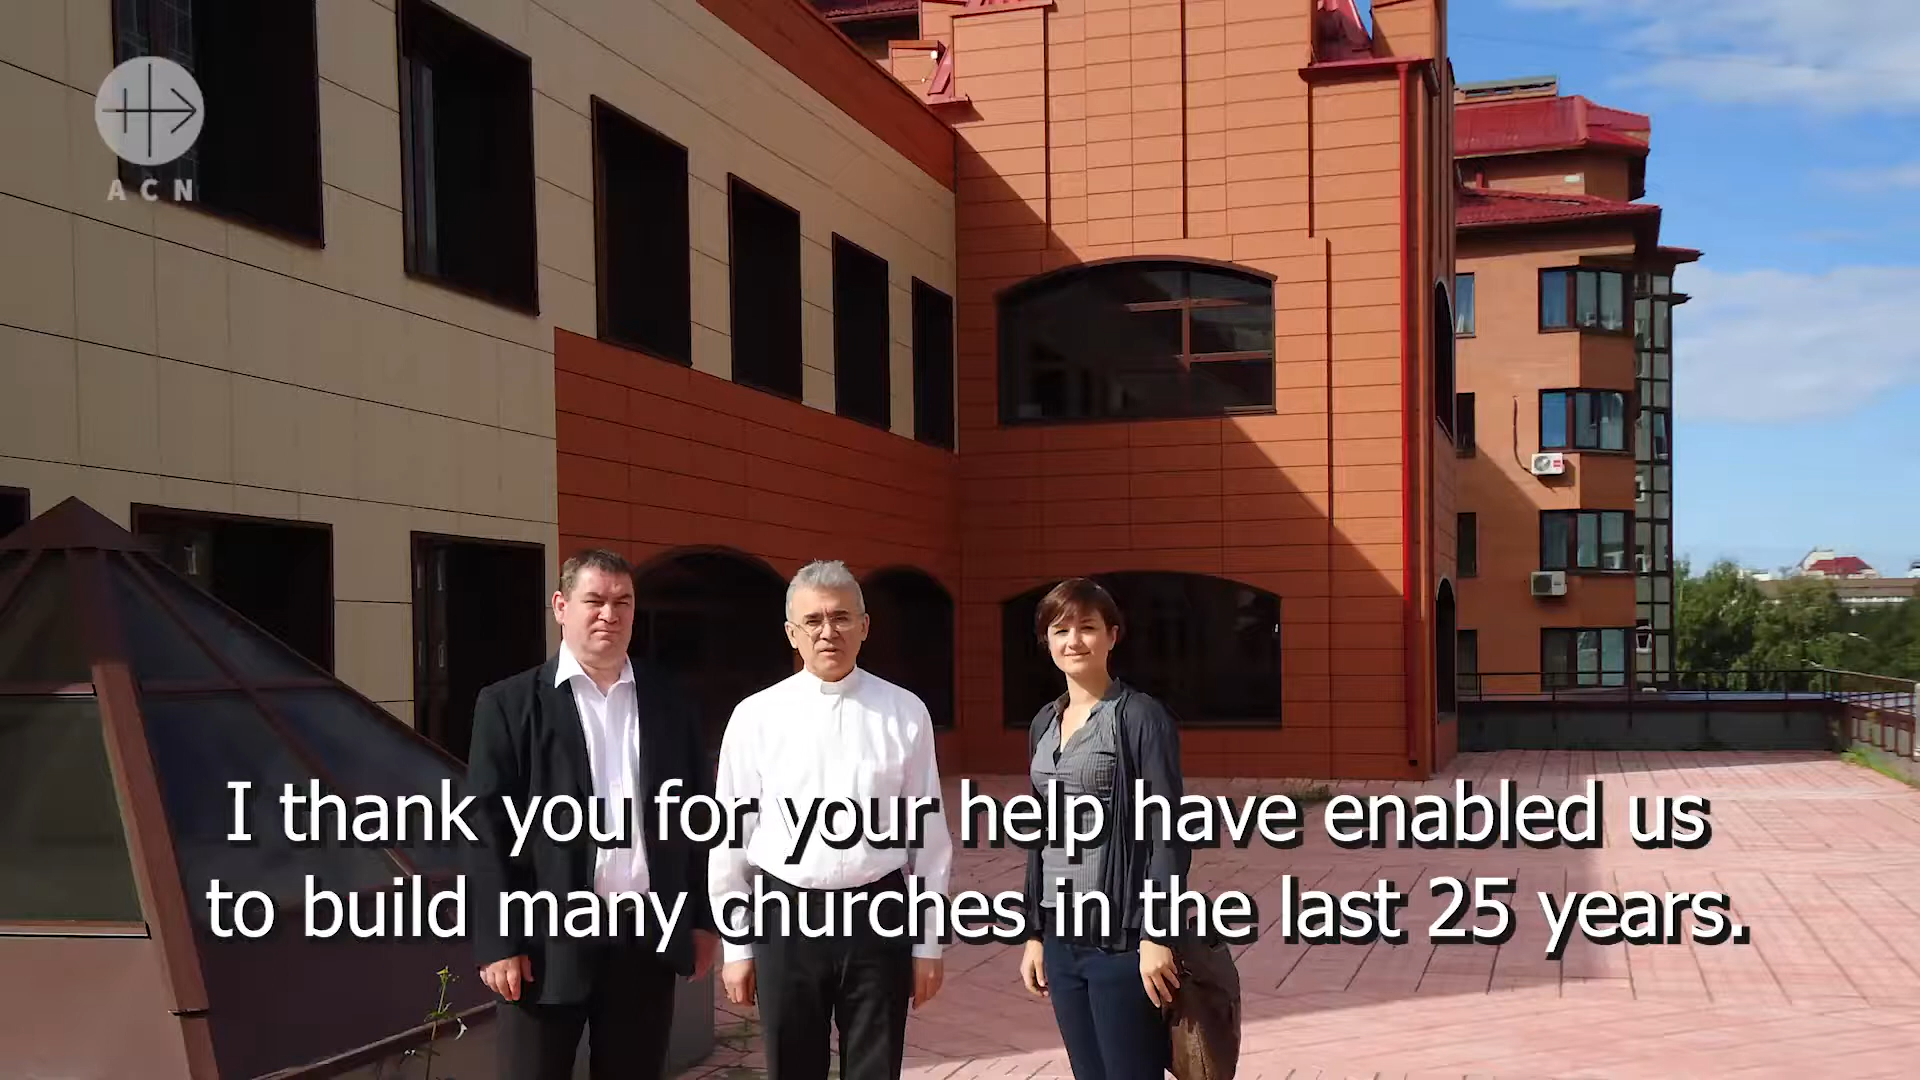 ACN
I thank you for your help have enabled us
to build many churches in the last 25 years.